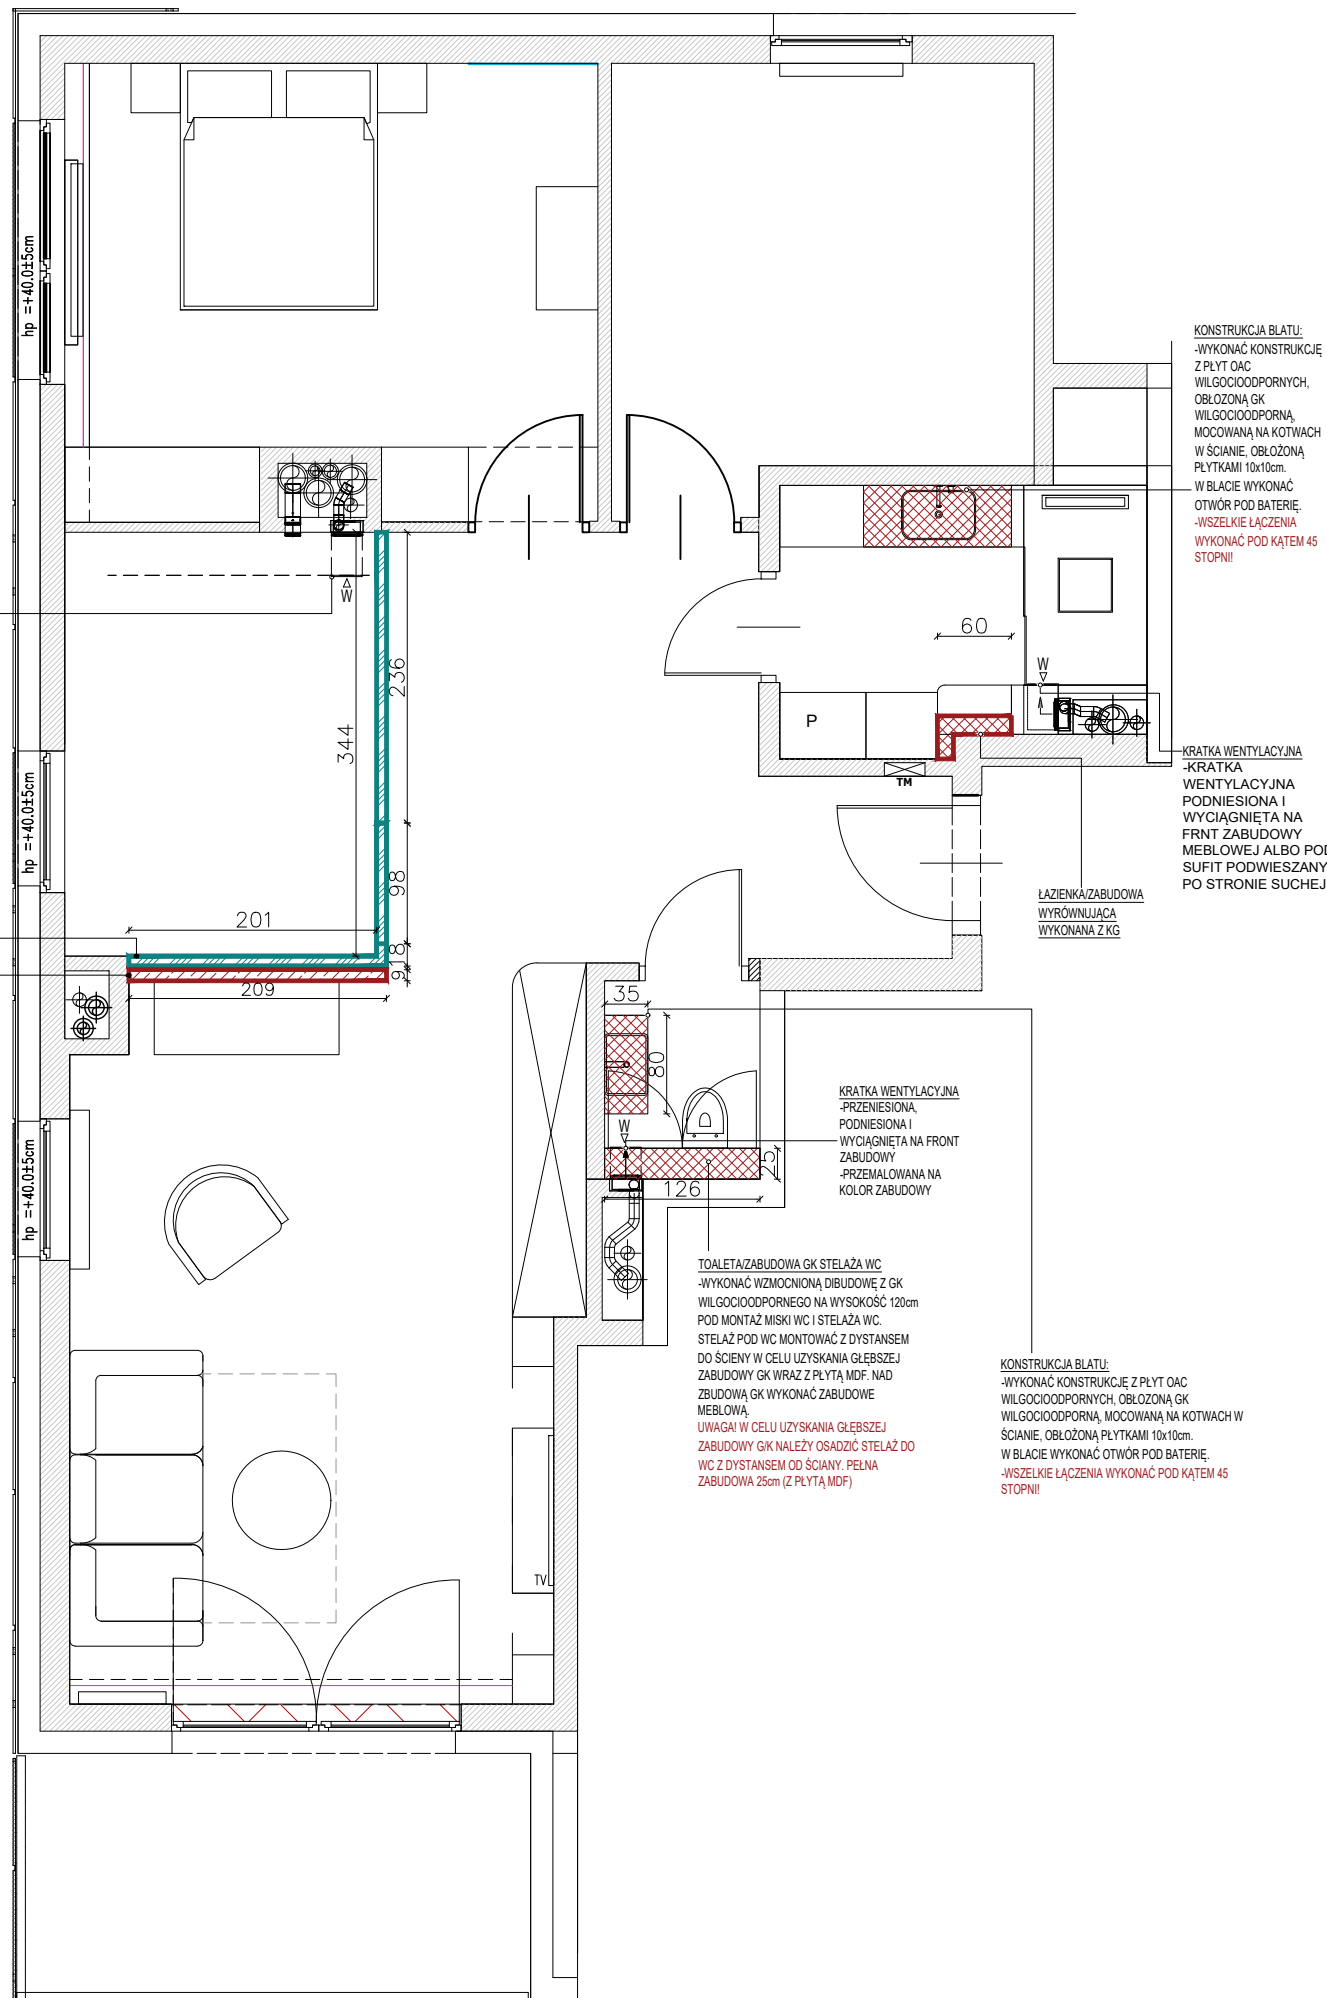 hp =+40.0±5cm
KONSTRUKCJA BLATU:
-WYKONAĆ KONSTRUKCJĘ
Z PŁYT OAC
WILGOCIOODPORNYCH,
OBŁOZONĄ GK
WILGOCIOODPORNĄ,
MOCOWANĄ NA KOTWACH
W ŚCIANIE, OBŁOŻONĄ
PŁYTKAMI 10x10cm.
W BLACIE WYKONAĆ
OTWÓR POD BATERIĘ.
-WSZELKIE ŁĄCZENIA
WYKONAĆ POD KĄTEM 45
STOPNI!
W
60
W
236
344
P
TM
KRATKA WENTYLACYJNA
-KRATKA
WENTYLACYJNA
PODNIESIONA I
WYCIĄGNIĘTA NA
FRNT ZABUDOWY
MEBLOWEJ ALBO POD
SUFIT PODWIESZANY
PO STRONIE SUCHEJ
hp =+40.0±5cm
98
ŁAZIENKA/ZABUDOWA
WYRÓWNUJĄCA
WYKONANA Z KG
201
18
9
209
35
80
KRATKA WENTYLACYJNA
-PRZENIESIONA,
PODNIESIONA I
WYCIĄGNIĘTA NA FRONT
ZABUDOWY
-PRZEMALOWANA NA
KOLOR ZABUDOWY
W
25
126
hp =+40.0±5cm
TOALETA/ZABUDOWA GK STELAŻA WC
-WYKONAĆ WZMOCNIONĄ DIBUDOWĘ Z GK
WILGOCIOODPORNEGO NA WYSOKOŚĆ 120cm
POD MONTAŻ MISKI WC I STELAŻA WC.
STELAŻ POD WC MONTOWAĆ Z DYSTANSEM
DO ŚCIENY W CELU UZYSKANIA GŁĘBSZEJ
ZABUDOWY GK WRAZ Z PŁYTĄ MDF. NAD
ZBUDOWĄ GK WYKONAĆ ZABUDOWE
MEBLOWĄ.
UWAGA! W CELU UZYSKANIA GŁĘBSZEJ
ZABUDOWY G/K NALEŻY OSADZIĆ STELAŻ DO
WC Z DYSTANSEM OD ŚCIANY. PEŁNA
ZABUDOWA 25cm (Z PŁYTĄ MDF)
KONSTRUKCJA BLATU:
-WYKONAĆ KONSTRUKCJĘ Z PŁYT OAC
WILGOCIOODPORNYCH, OBŁOZONĄ GK
WILGOCIOODPORNĄ, MOCOWANĄ NA KOTWACH W
ŚCIANIE, OBŁOŻONĄ PŁYTKAMI 10x10cm.
W BLACIE WYKONAĆ OTWÓR POD BATERIĘ.
-WSZELKIE ŁĄCZENIA WYKONAĆ POD KĄTEM 45
STOPNI!
TV